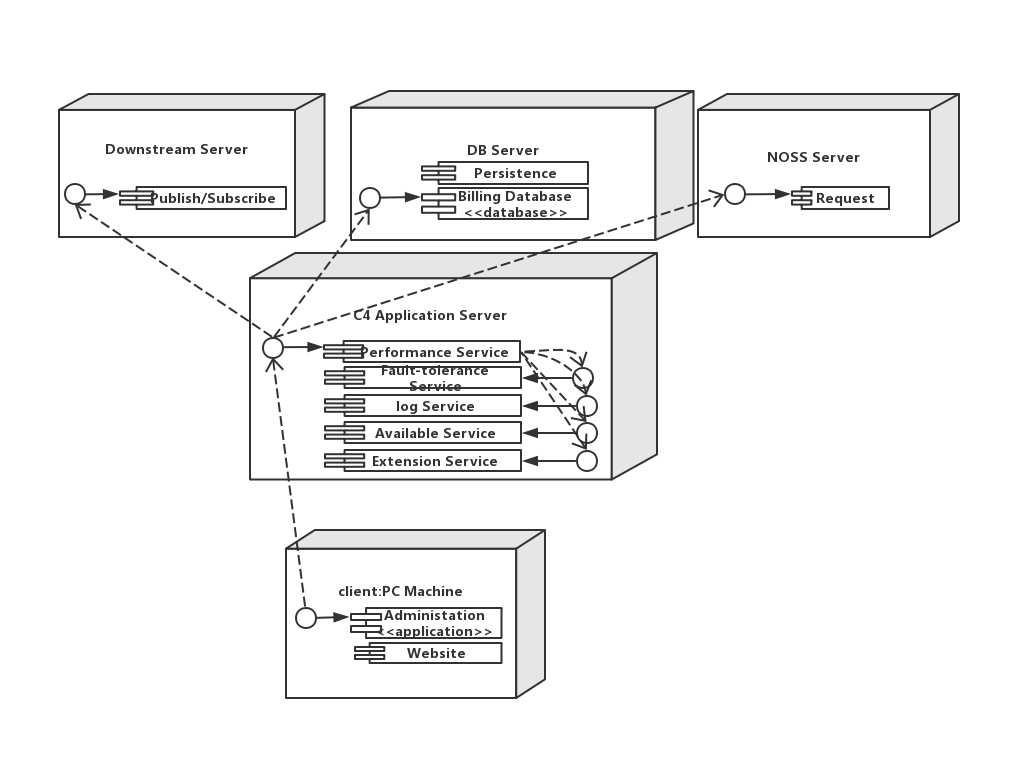 Downstream Server
Publish/Subscribe
DB Server
Persistence
Billing Database
<<database>>
NOSS Server
Request
C4 Application Server
Performance Service
Fault-tolerance
Service
log Service
Available Service
Extension Service
client:PC Machine
Administation
<<application>>
Website